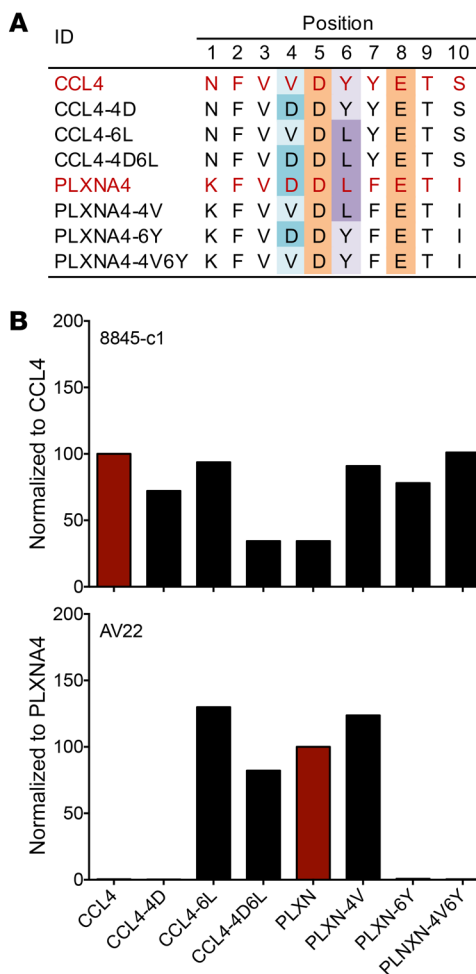 A
ID
Position
1 2 3 4 5 6 7 8 9 10
CCL4 N F V V D Y Y E T S
CCL4-4D N F V D D Y Y E T S
CCL4-6L N F V V D L Y E T S
CCL4-4D6L N F V D D L Y E T S
PLXNA4 K F V D D L F E T I
PLXNA4-4V K F V V D L F E T I
PLXNA4-6Y K F V D D Y F E T I
PLXNA4-4V6Y K F V V D Y F E T I
B
8845-c1
Normalized to CCL4
200
150
100
50
0
AV22
Normalized to PLXNA4
200
150
100
50
0
CCL4
CCL4-4D
CCL4-6L
CCL4-4D6L
PLXN
PLXN-4V
PLXN-6Y
PLNXN-4V6Y